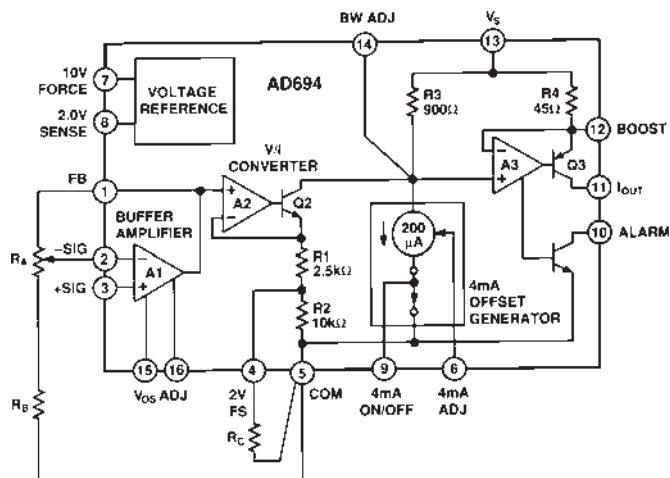 BW ADJ
14
VS
13
10V
FORCE
7
2.0V
SENSE
8
VOLTAGE
REFERENCE
AD694
R3
900Ω
R4
45Ω
12
BOOST
V/I
CONVERTER
FB
1
+
−
A2
Q2
−
+
A3
Q3
11
IOUT
BUFFER
AMPLIFIER
RA
−SIG
2
−
+SIG
3
+
A1
R1
2.5kΩ
200
μA
10
ALARM
4mA
OFFSET
GENERATOR
R2
10kΩ
15
16
4
5
9
6
VOS ADJ
2V
FS
COM
4mA
ON/OFF
4mA
ADJ
RB
RC